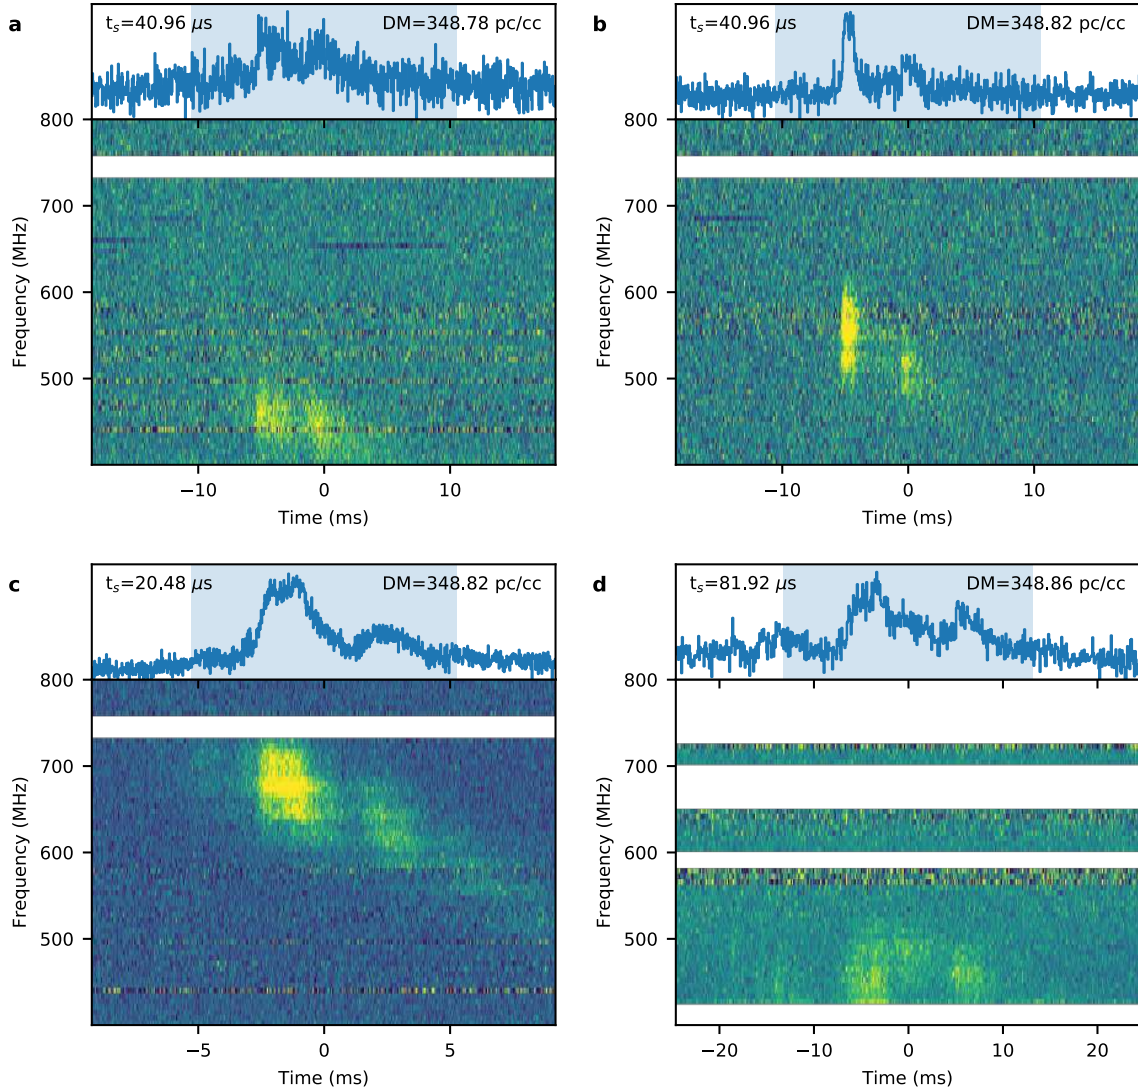 a
t_s=40.96 μs DM=348.78 pc/cc
800
700
600
500
Frequency (MHz)
−10 0 10
Time (ms)
b
t_s=40.96 μs DM=348.82 pc/cc
800
700
600
500
Frequency (MHz)
−10 0 10
Time (ms)
c
t_s=20.48 μs DM=348.82 pc/cc
800
700
600
500
Frequency (MHz)
−5 0 5
Time (ms)
d
t_s=81.92 μs DM=348.86 pc/cc
800
700
600
500
Frequency (MHz)
−20 −10 0 10 20
Time (ms)